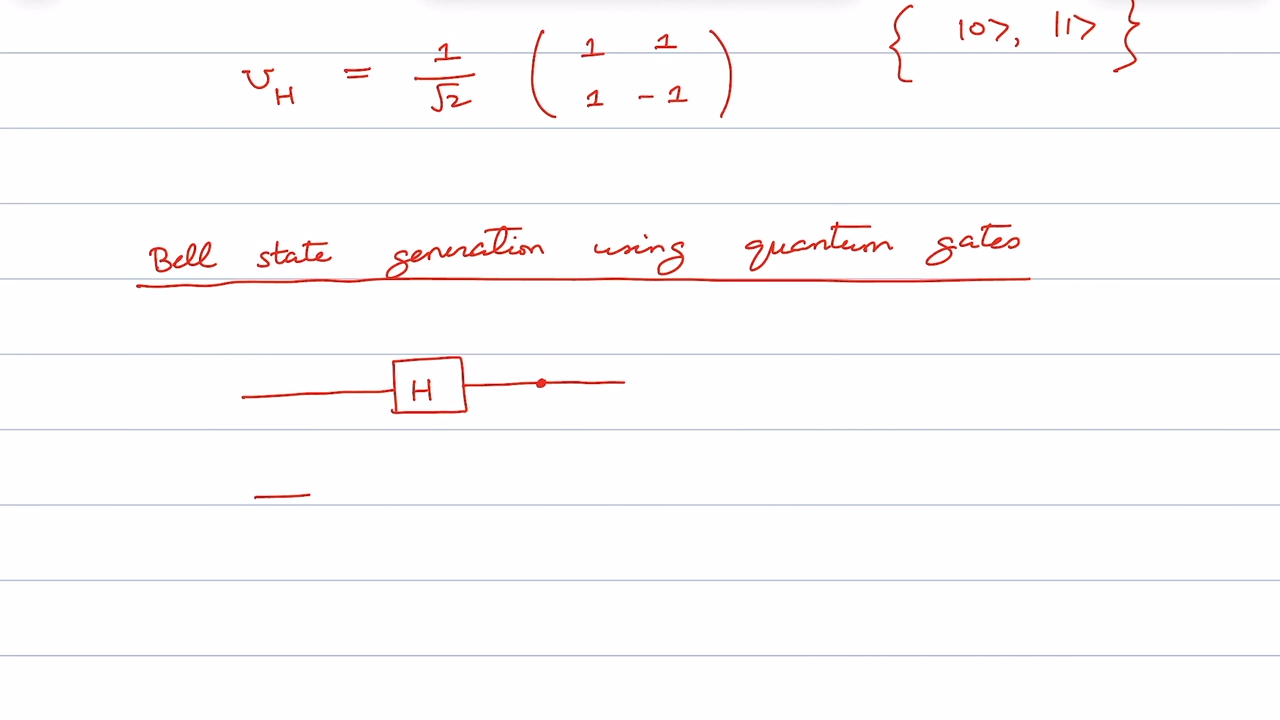 U_H = 1/√2 ( 1 1 { |0>, |1> }
1 -1 )
Bell state generation using quantum gates
H